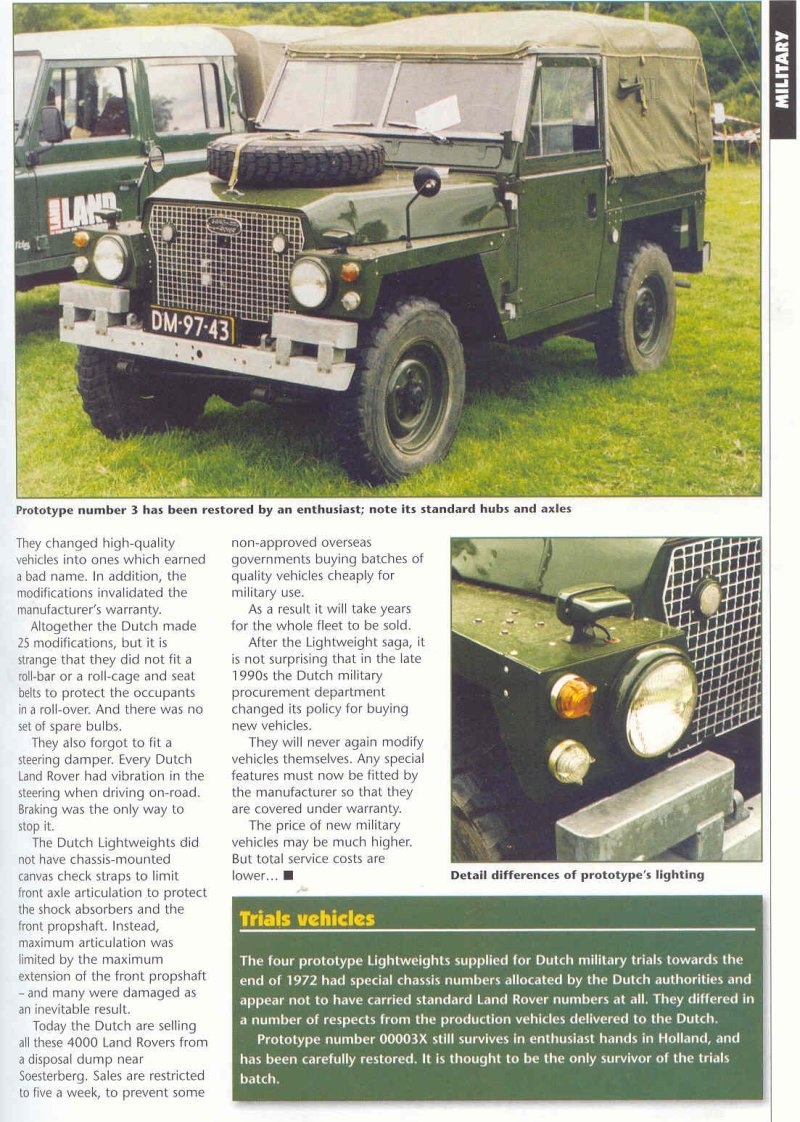 MILITARY
LAND
LAND
ROVER
DM-97-43
Prototype number 3 has been restored by an enthusiast; note its standard hubs and axles
They changed high-quality
vehicles into ones which earned
a bad name. In addition, the
modifications invalidated the
manufacturer's warranty.
Altogether the Dutch made
25 modifications, but it is
strange that they did not fit a
roll-bar or a roll-cage and seat
belts to protect the occupants
in a roll-over. And there was no
set of spare bulbs.
They also forgot to fit a
steering damper. Every Dutch
Land Rover had vibration in the
steering when driving on-road.
Braking was the only way to
stop it.
The Dutch Lightweights did
not have chassis-mounted
canvas check straps to limit
front axle articulation to protect
the shock absorbers and the
front propshaft. Instead,
maximum articulation was
limited by the maximum
extension of the front propshaft
– and many were damaged as
an inevitable result.
Today the Dutch are selling
all these 4000 Land Rovers from
a disposal dump near
Soesterberg. Sales are restricted
to five a week, to prevent some
non-approved overseas
governments buying batches of
quality vehicles cheaply for
military use.
As a result it will take years
for the whole fleet to be sold.
After the Lightweight saga, it
is not surprising that in the late
1990s the Dutch military
procurement department
changed its policy for buying
new vehicles.
They will never again modify
vehicles themselves. Any special
features must now be fitted by
the manufacturer so that they
are covered under warranty.
The price of new military
vehicles may be much higher.
But total service costs are
lower... ■
Detail differences of prototype's lighting
Trials vehicles
The four prototype Lightweights supplied for Dutch military trials towards the
end of 1972 had special chassis numbers allocated by the Dutch authorities and
appear not to have carried standard Land Rover numbers at all. They differed in
a number of respects from the production vehicles delivered to the Dutch.
Prototype number 00003X still survives in enthusiast hands in Holland, and
has been carefully restored. It is thought to be the only survivor of the trials
batch.